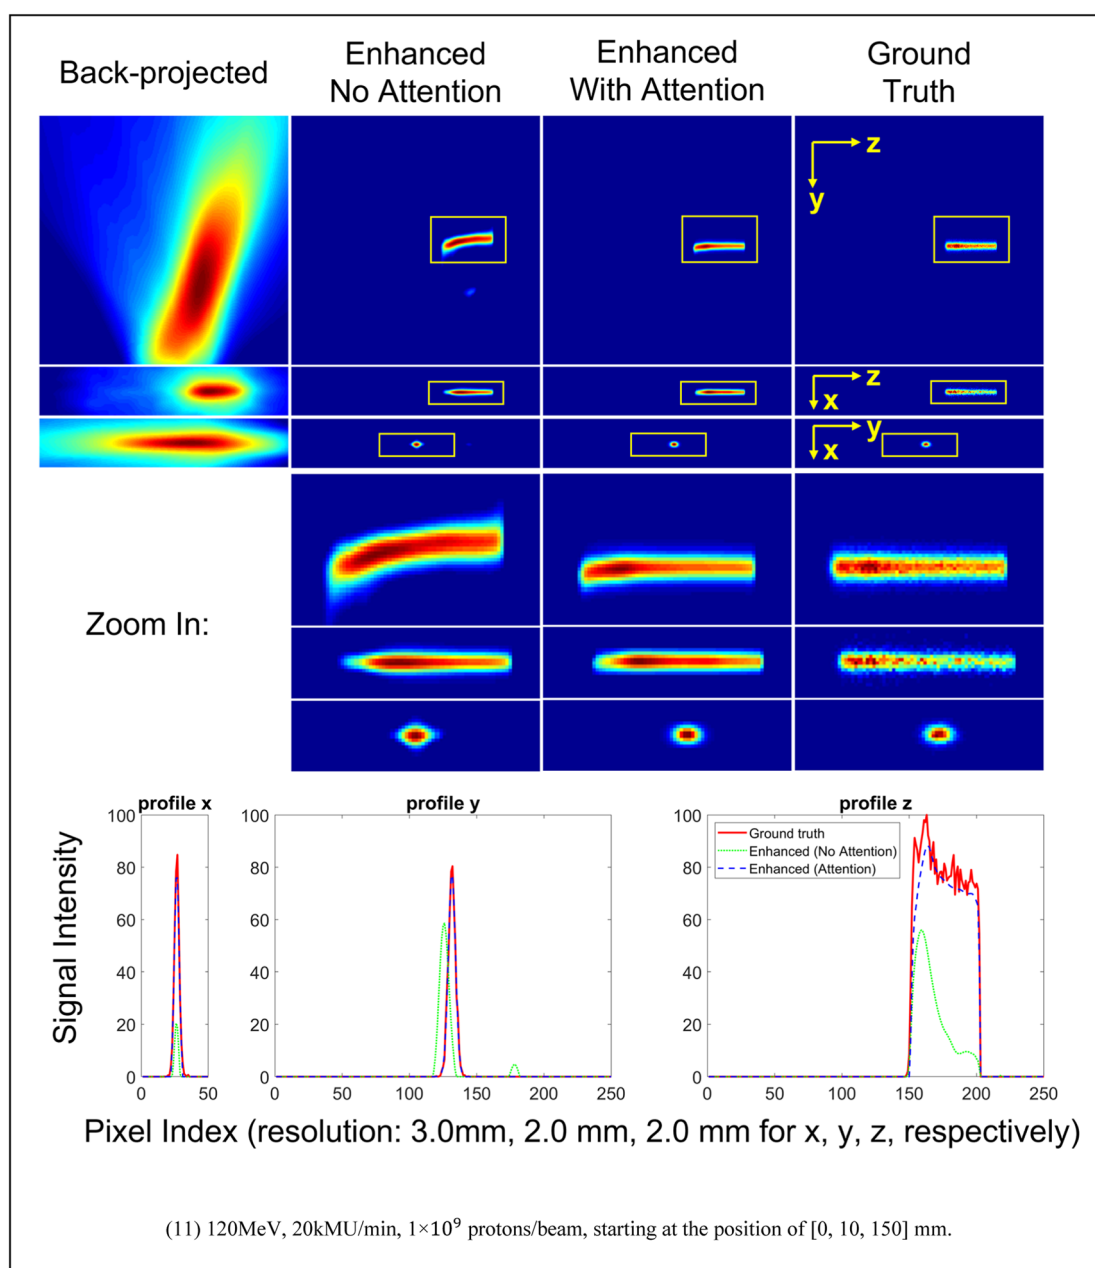 Back-projected
Enhanced
No Attention
Enhanced
With Attention
Ground
Truth
z
y
z
x
y
x
Zoom In:
profile x
profile y
profile z
Signal Intensity
100
80
60
40
20
0
0
50
100
80
60
40
20
0
0
50
100
150
200
250
100
80
60
40
20
0
0
50
100
150
200
250
Ground truth
Enhanced (No Attention)
Enhanced (Attention)
Pixel Index (resolution: 3.0mm, 2.0 mm, 2.0 mm for x, y, z, respectively)
(11) 120MeV, 20kMU/min, 1×10⁹ protons/beam, starting at the position of [0, 10, 150] mm.